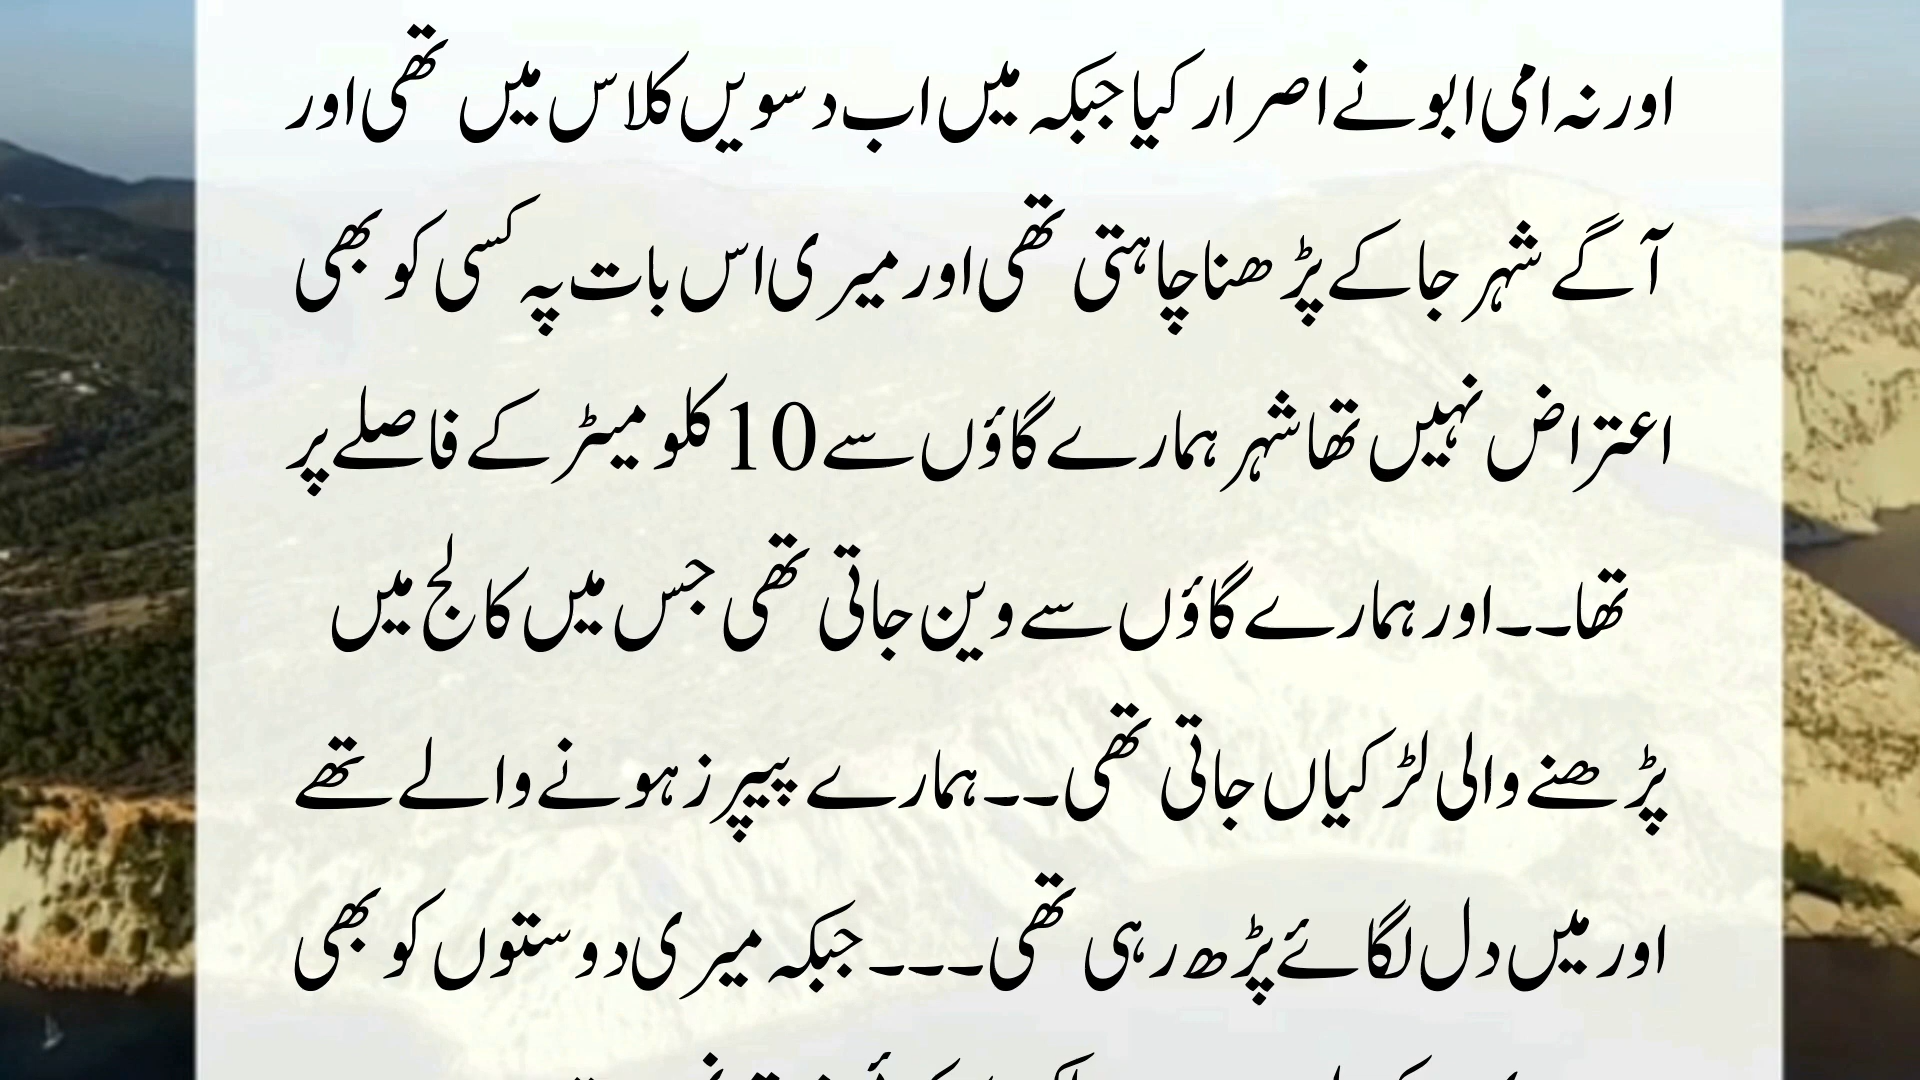 اور نہ امی ابو نے اصرار کیا جبکہ میں اب دسویں کلاس میں تھی اور
آگے شہر جا کے پڑھنا چاہتی تھی اور میری اس بات پہ کسی کو بھی
اعتراض نہیں تھا شہر ہمارے گاؤں سے 10 کلو میٹر کے فاصلے پر
تھا۔۔اور ہمارے گاؤں سے وین جاتی تھی جس میں کالج میں
پڑھنے والی لڑکیاں جاتی تھی۔۔ہمارے پیپرز ہونے والے تھے
اور میں دل لگائے پڑھ رہی تھی۔۔۔ جبکہ میری دوستوں کو بھی